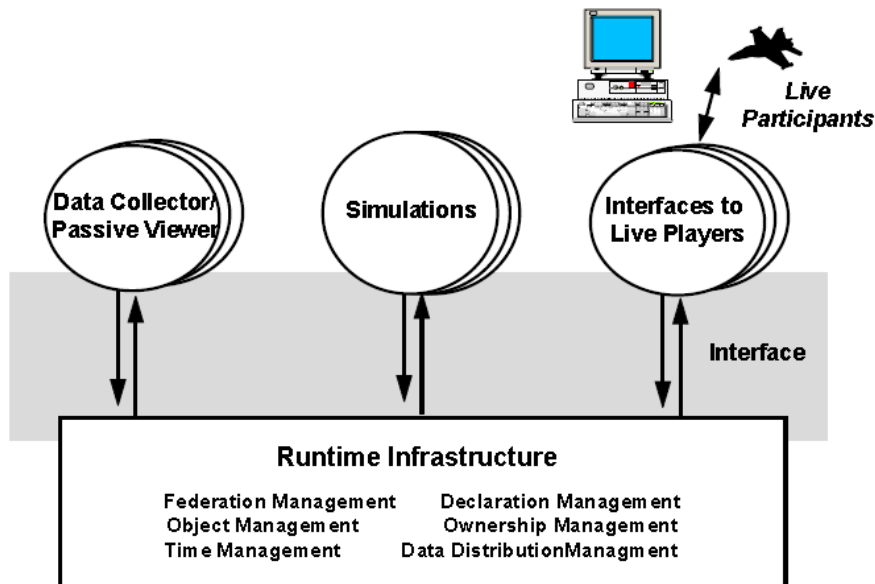 Live
Participants
Data Collector/
Passive Viewer
Simulations
Interfaces to
Live Players
Interface
Runtime Infrastructure
Federation Management Declaration Management
Object Management Ownership Management
Time Management Data DistributionManagment